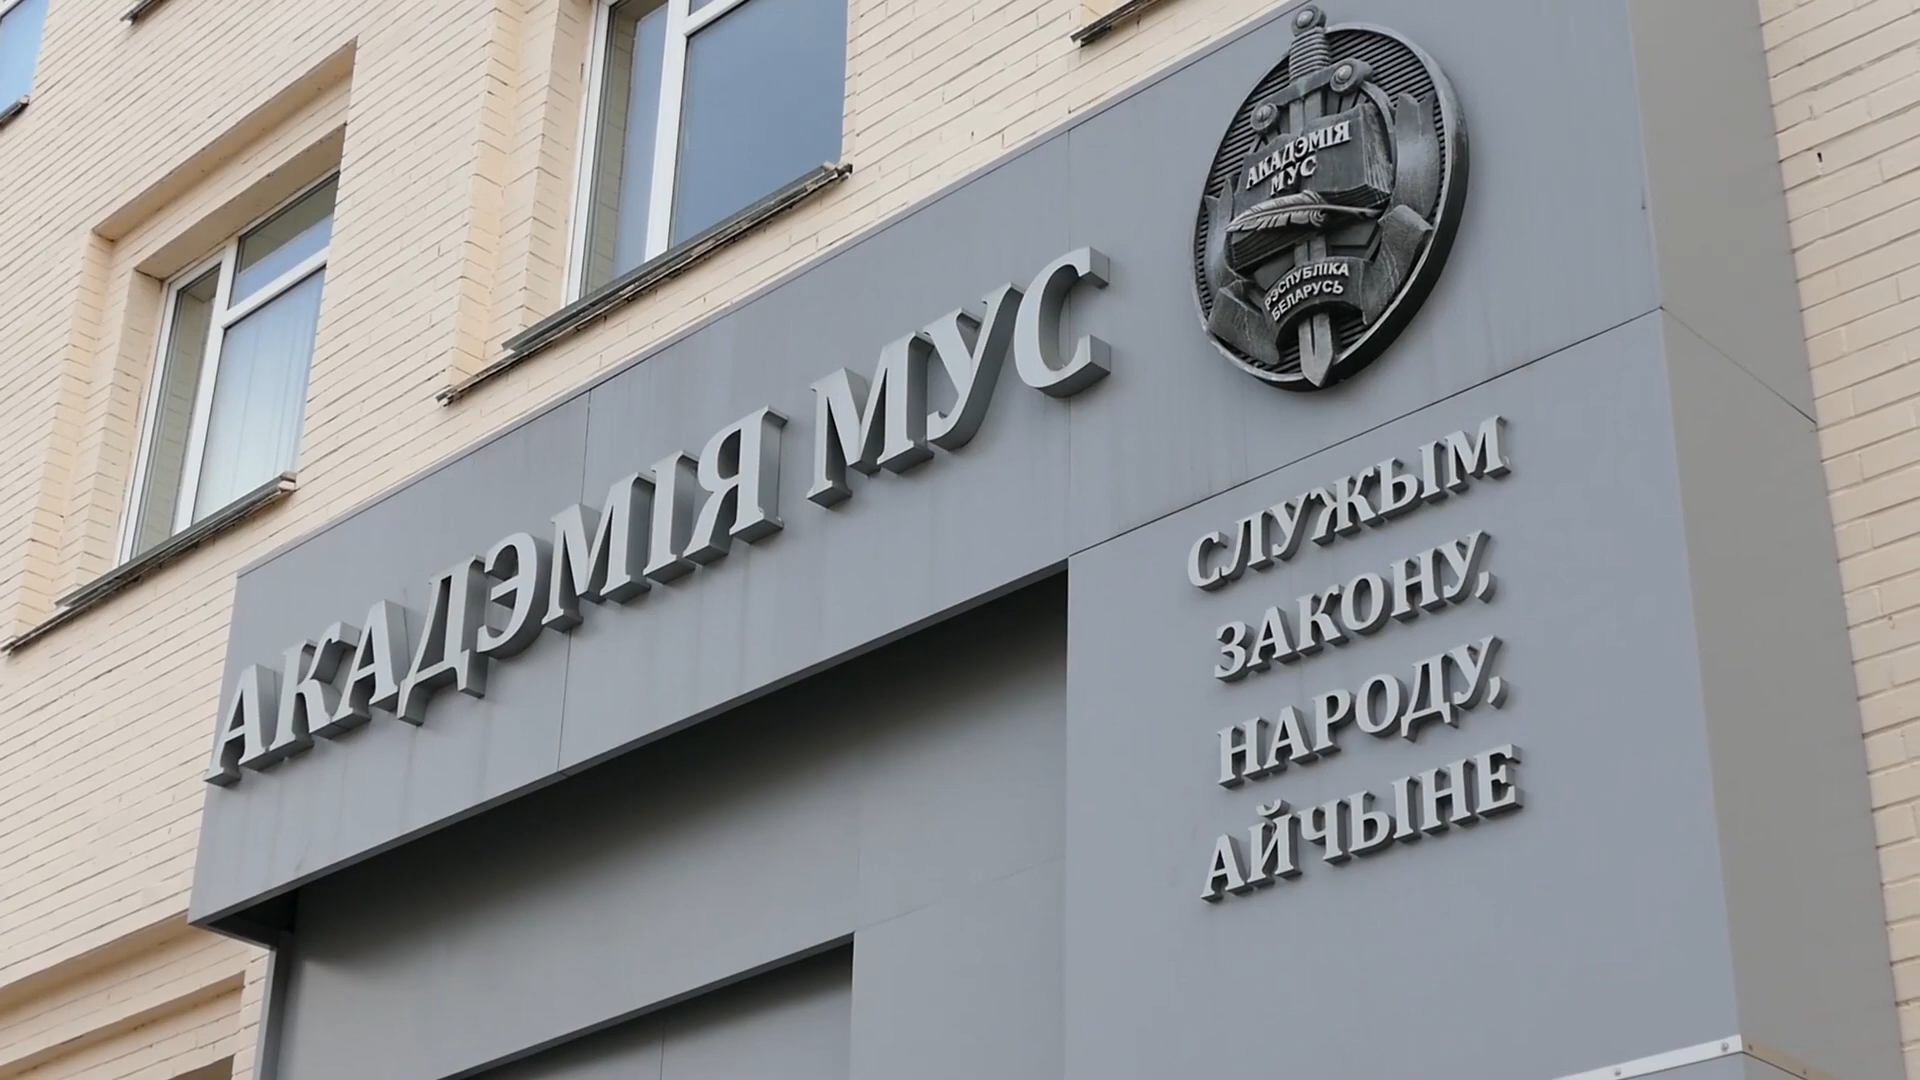 АКАДЭМІЯ МУС
АКАДЭМІЯ
МУС
РЭСПУБЛІКА
БЕЛАРУСЬ
СЛУЖЫМ
ЗАКОНУ,
НАРОДУ,
АЙЧЫНЕ